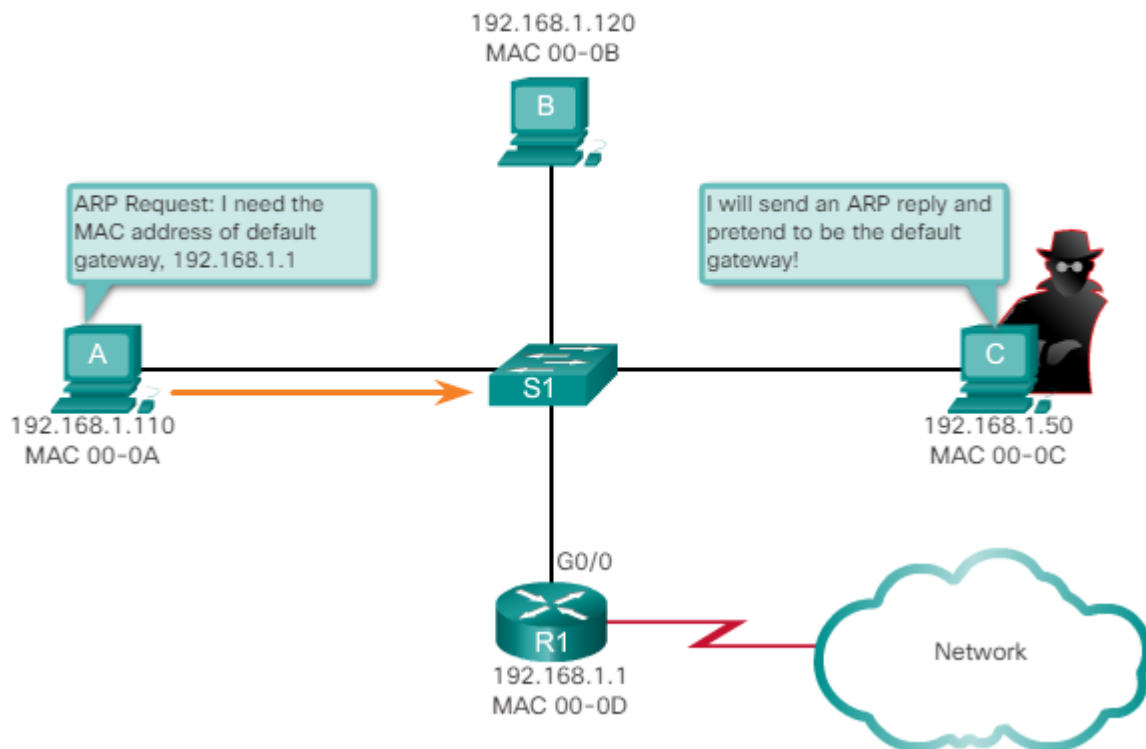 192.168.1.120
MAC 00-0B
B
ARP Request: I need the
MAC address of default
gateway, 192.168.1.1
I will send an ARP reply and
pretend to be the default
gateway!
A
192.168.1.110
MAC 00-0A
S1
C
192.168.1.50
MAC 00-0C
G0/0
R1
192.168.1.1
MAC 00-0D
Network